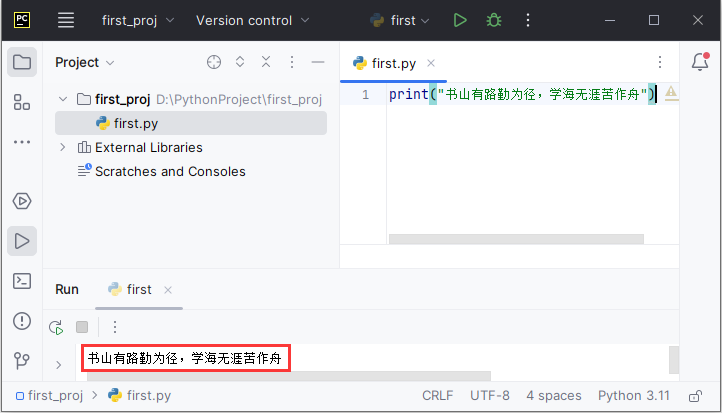 PC first_proj Version control first
Project
first.py
first_proj D:\PythonProject\first_proj
first.py
External Libraries
Scratches and Consoles
1 print("书山有路勤为径，学海无涯苦作舟")
Run first
书山有路勤为径，学海无涯苦作舟
first_proj > first.py CRLF UTF-8 4 spaces Python 3.11